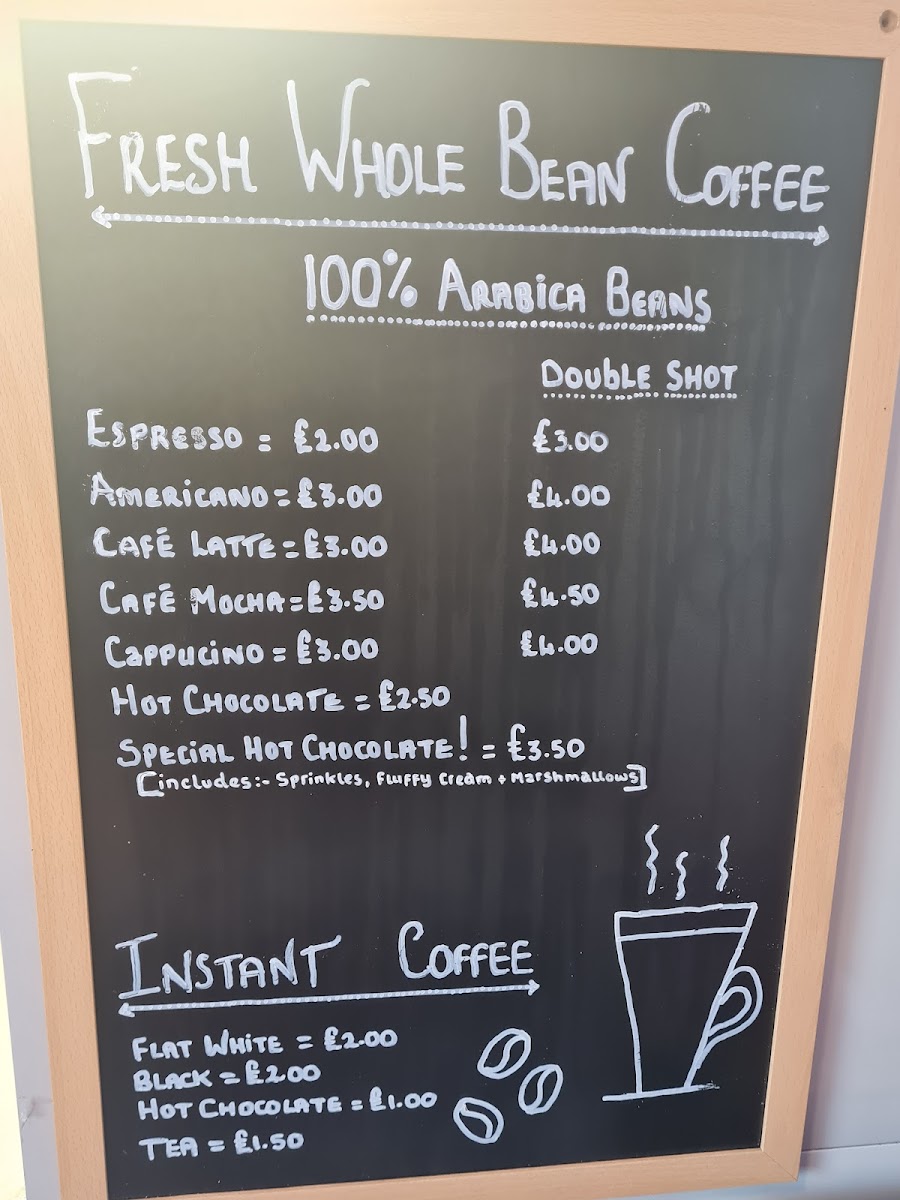 FRESH WHOLE BEAN COFFEE
100% ARABICA BEANS
DOUBLE SHOT
ESPRESSO = £2.00 £3.00
AMERICANO = £3.00 £4.00
CAFÉ LATTE = £3.00 £4.00
CAFÉ MOCHA = £3.50 £4.50
CAPPUCINO = £3.00 £4.00
HOT CHOCOLATE = £2.50
SPECIAL HOT CHOCOLATE! = £3.50
[includes:- Sprinkles, Fluffy Cream + Marshmallows]
INSTANT COFFEE
FLAT WHITE = £2.00
BLACK = £2.00
HOT CHOCOLATE = £1.00
TEA = £1.50